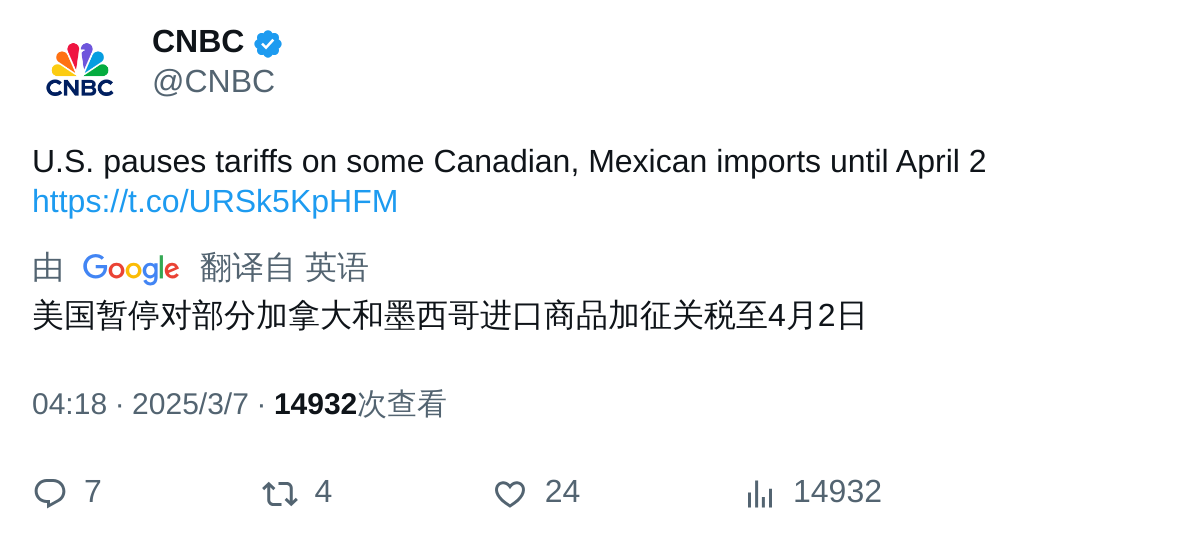 CNBC
CNBC
@CNBC
U.S. pauses tariffs on some Canadian, Mexican imports until April 2
https://t.co/URSk5KpHFM
由 Google 翻译自 英语
美国暂停对部分加拿大和墨西哥进口商品加征关税至4月2日
04:18 · 2025/3/7 · 14932次查看
7 4 24 14932